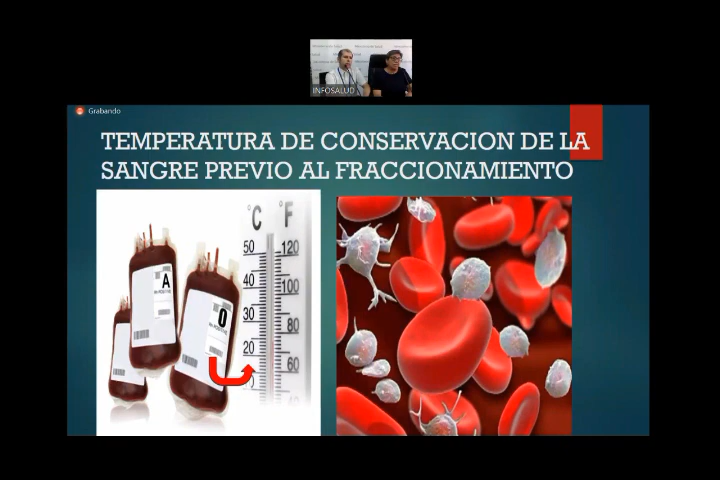 INFOSALUD
Grabando
TEMPERATURA DE CONSERVACION DE LA
SANGRE PREVIO AL FRACCIONAMIENTO
°C °F
50 120
40 100
30 80
20 60
A
O